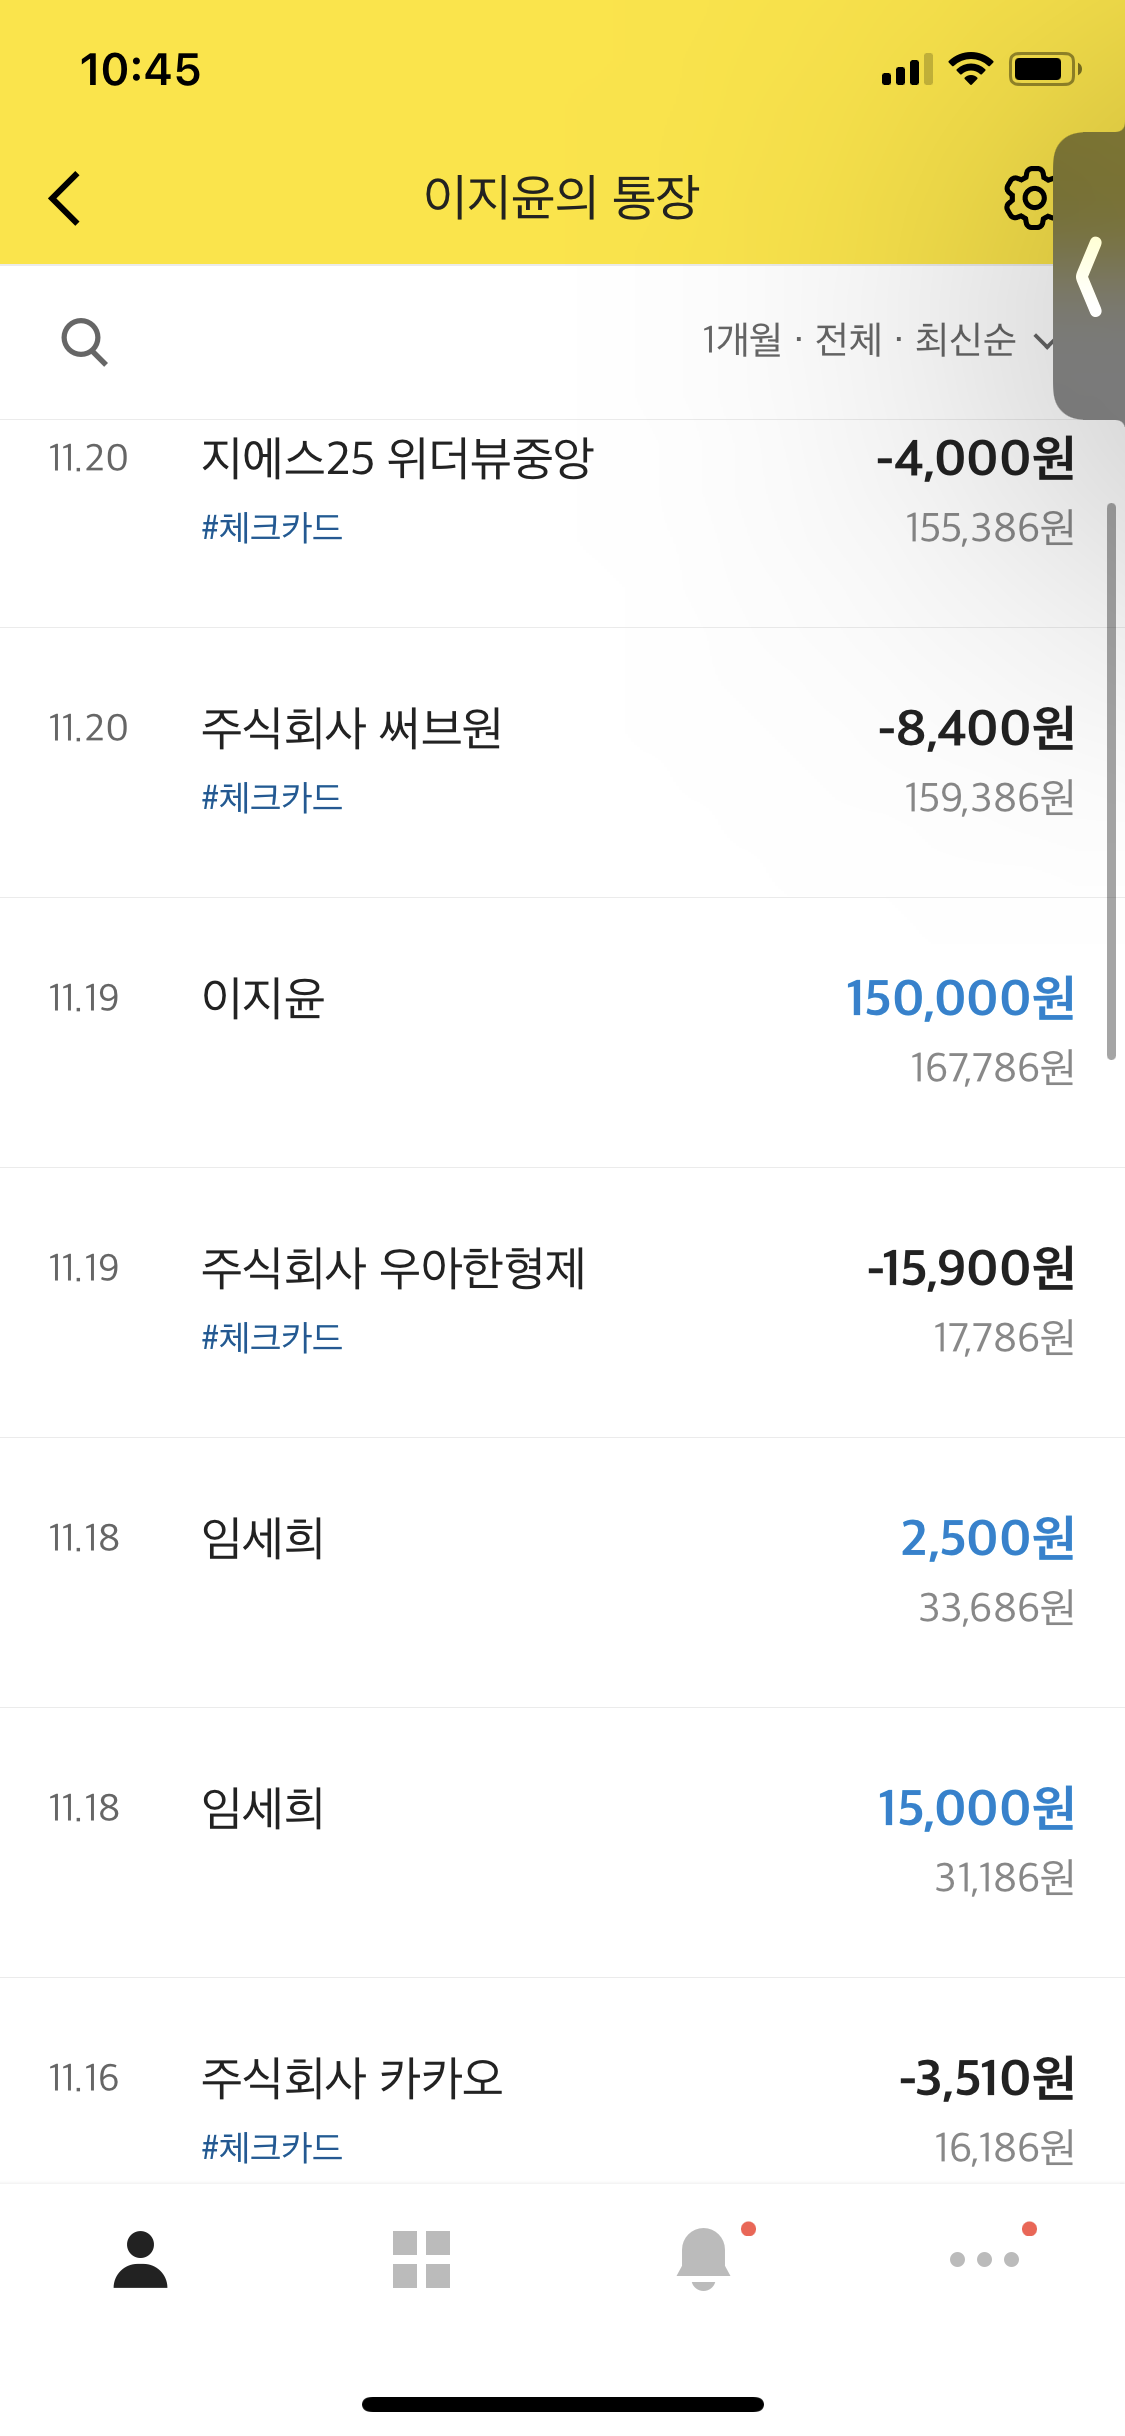 10:45
이지윤의 통장
1개월 · 전체 · 최신순
11.20 지에스25 위더뷰중앙 -4,000원
#체크카드 155,386원
11.20 주식회사 써브원 -8,400원
#체크카드 159,386원
11.19 이지윤 150,000원
167,786원
11.19 주식회사 우아한형제 -15,900원
#체크카드 17,786원
11.18 임세희 2,500원
33,686원
11.18 임세희 15,000원
31,186원
11.16 주식회사 카카오 -3,510원
#체크카드 16,186원